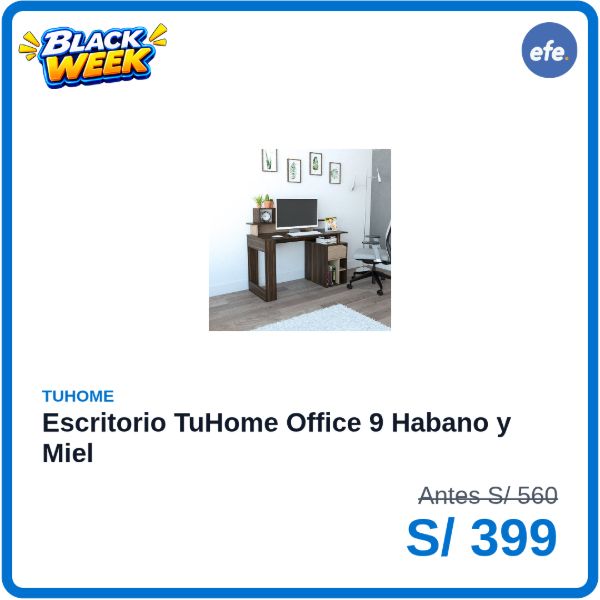 BLACK
WEEK
efe.
TUHOME
Escritorio TuHome Office 9 Habano y
Miel
Antes S/ 560
S/ 399